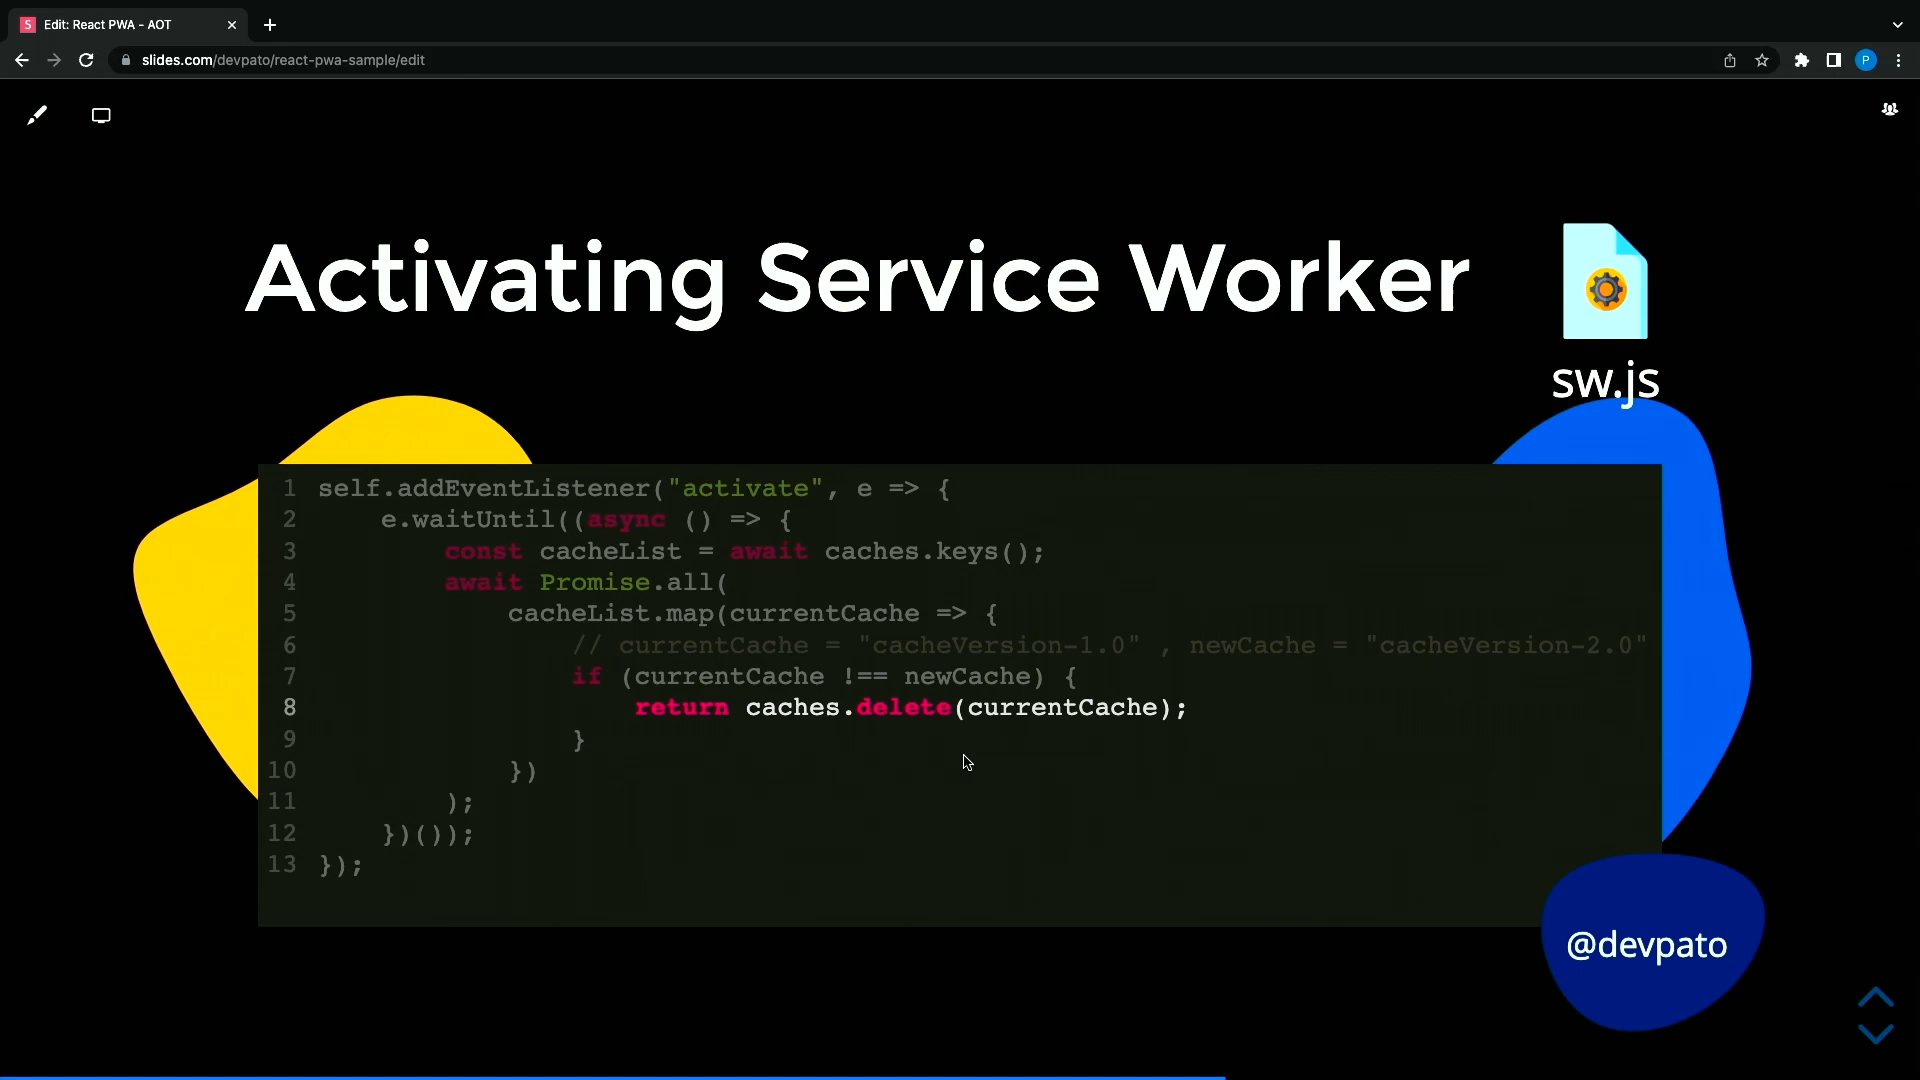 Edit: React PWA - AOT
slides.com/devpato/react-pwa-sample/edit
P
Activating Service Worker
sw.js
1 self.addEventListener("activate", e => {
2 e.waitUntil((async () => {
3 const cacheList = await caches.keys();
4 await Promise.all(
5 cacheList.map(currentCache => {
6 // currentCache = "cacheVersion-1.0" , newCache = "cacheVersion-2.0"
7 if (currentCache !== newCache) {
8 return caches.delete(currentCache);
9 }
10 })
11 );
12 })());
13 });
@devpato